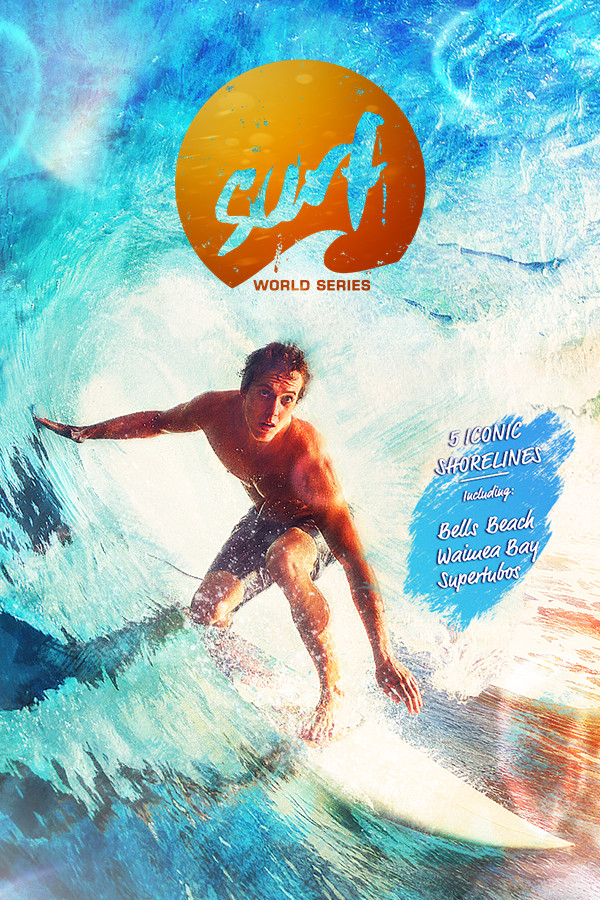 surf
WORLD SERIES
5 ICONIC
SHORELINES
Including:
Bells Beach
Waimea Bay
Supertubos